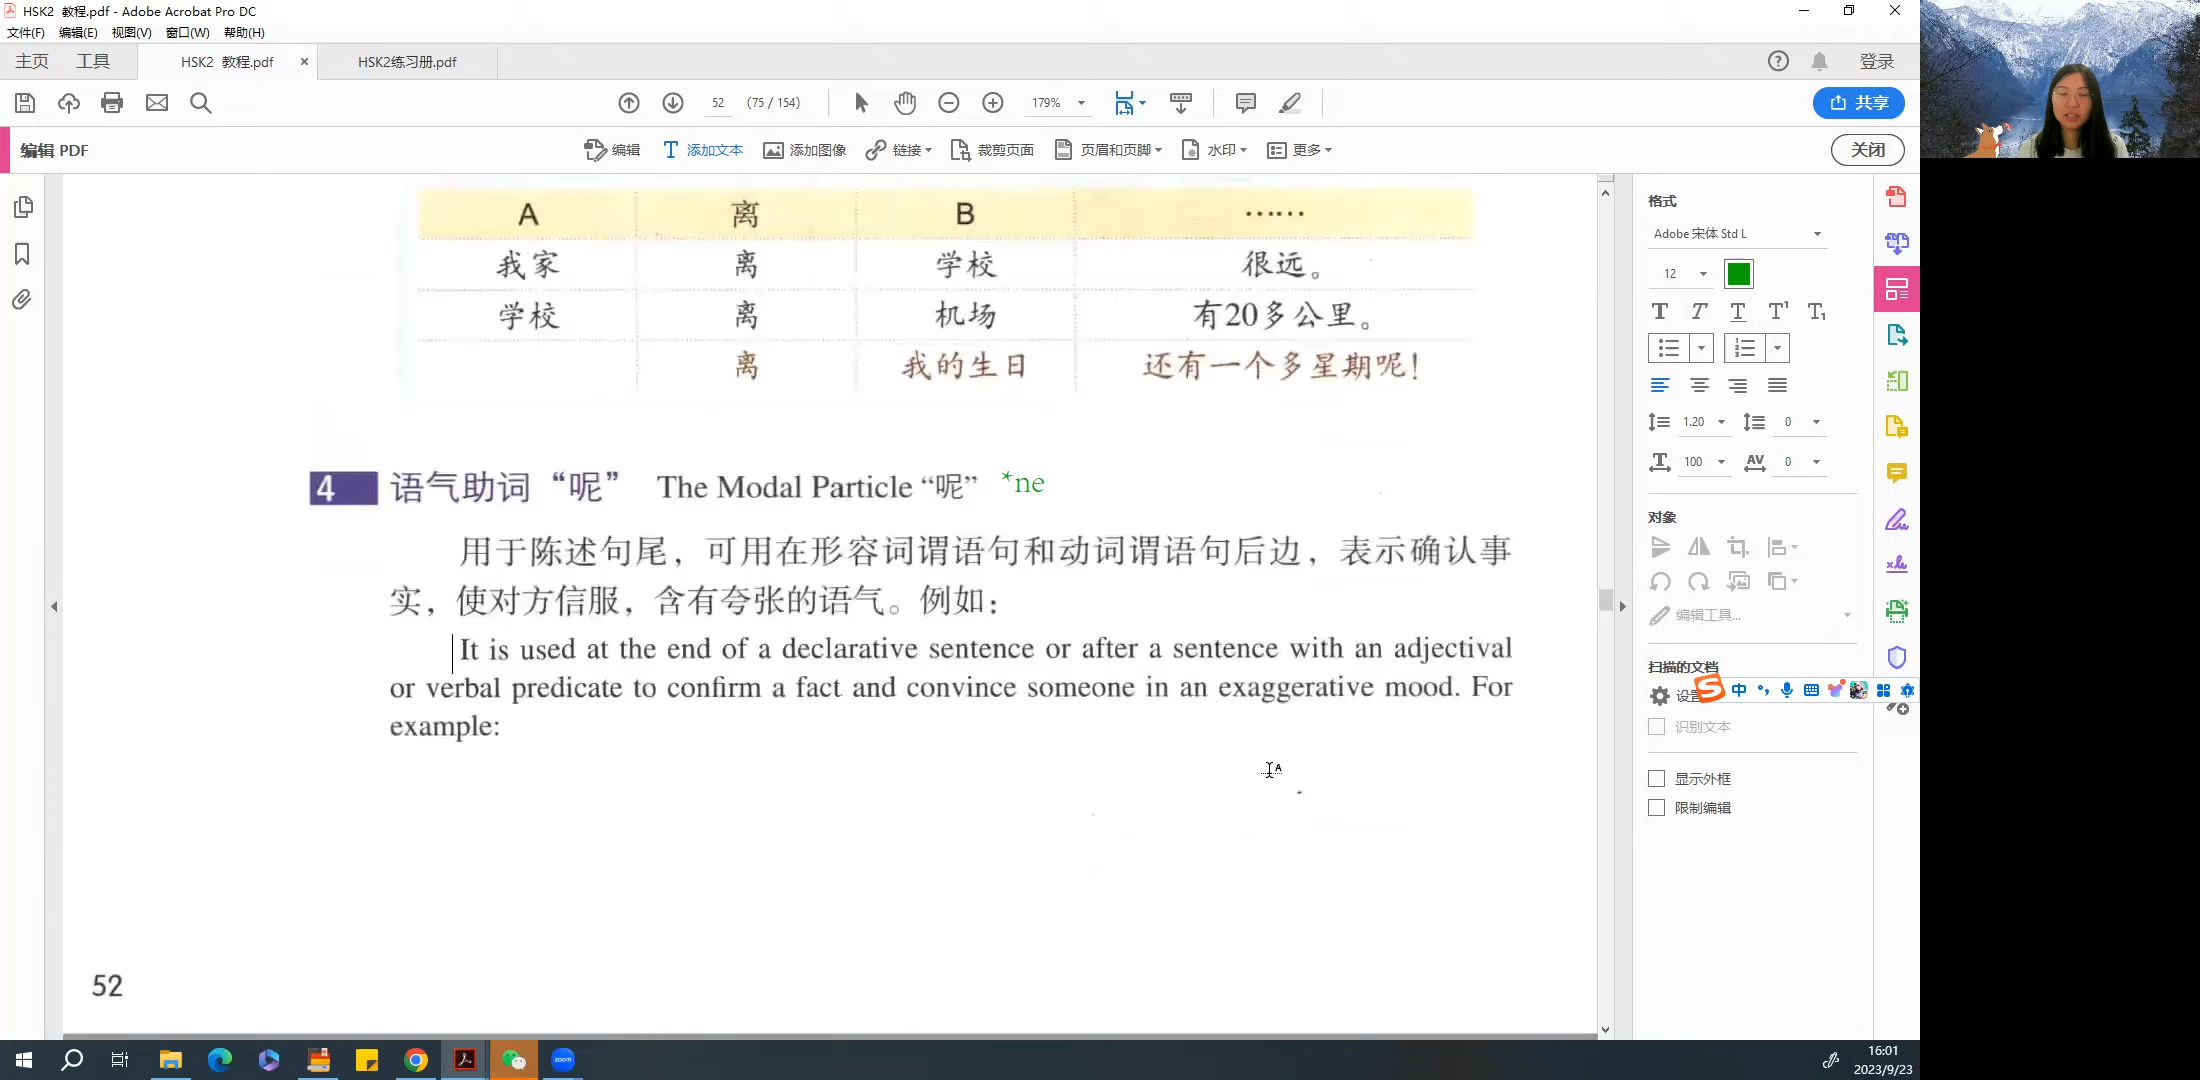 HSK2 教程.pdf - Adobe Acrobat Pro DC
文件(F) 编辑(E) 视图(V) 窗口(W) 帮助(H)
主页 工具 HSK2 教程.pdf × HSK2练习册.pdf 登录
52 (75 / 154) 179% 共享
编辑 PDF 编辑 添加文本 添加图像 链接 裁剪页面 页眉和页脚 水印 更多 关闭
A 离 B ……
我家 离 学校 很远。
学校 离 机场 有20多公里。
离 我的生日 还有一个多星期呢！
4 语气助词“呢” The Modal Particle “呢” *ne
用于陈述句尾，可用在形容词谓语句和动词谓语句后边，表示确认事
实，使对方信服，含有夸张的语气。例如：
It is used at the end of a declarative sentence or after a sentence with an adjectival
or verbal predicate to confirm a fact and convince someone in an exaggerative mood. For
example:
52
格式
Adobe 宋体 Std L
12
1.20 0
100 0
对象
编辑工具...
扫描的文档
设置
中
识别文本
显示外框
限制编辑
zoom
16:01
2023/9/23